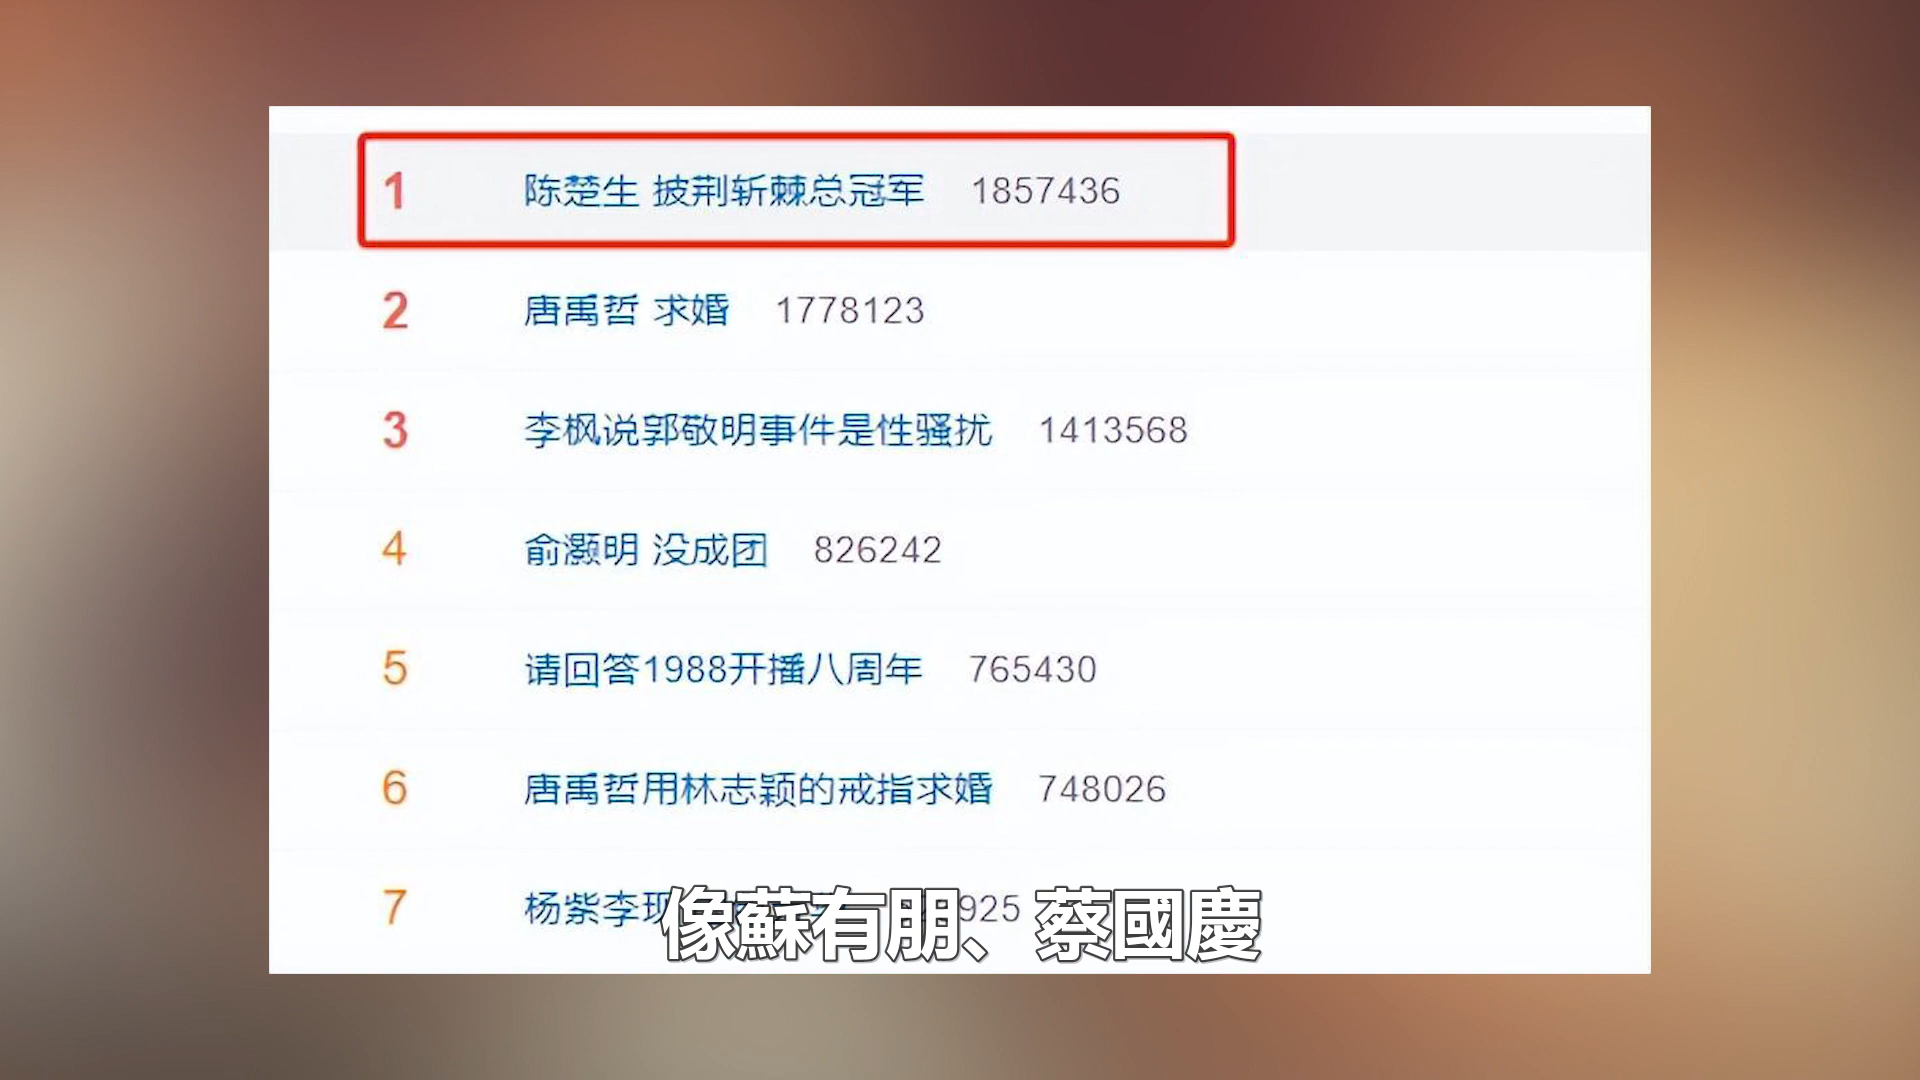 1 陈楚生 披荆斩棘总冠军 1857436
2 唐禹哲 求婚 1778123
3 李枫说郭敬明事件是性骚扰 1413568
4 俞灏明 没成团 826242
5 请回答1988开播八周年 765430
6 唐禹哲用林志颖的戒指求婚 748026
7 杨紫李现 925
像蘇有朋、蔡國慶